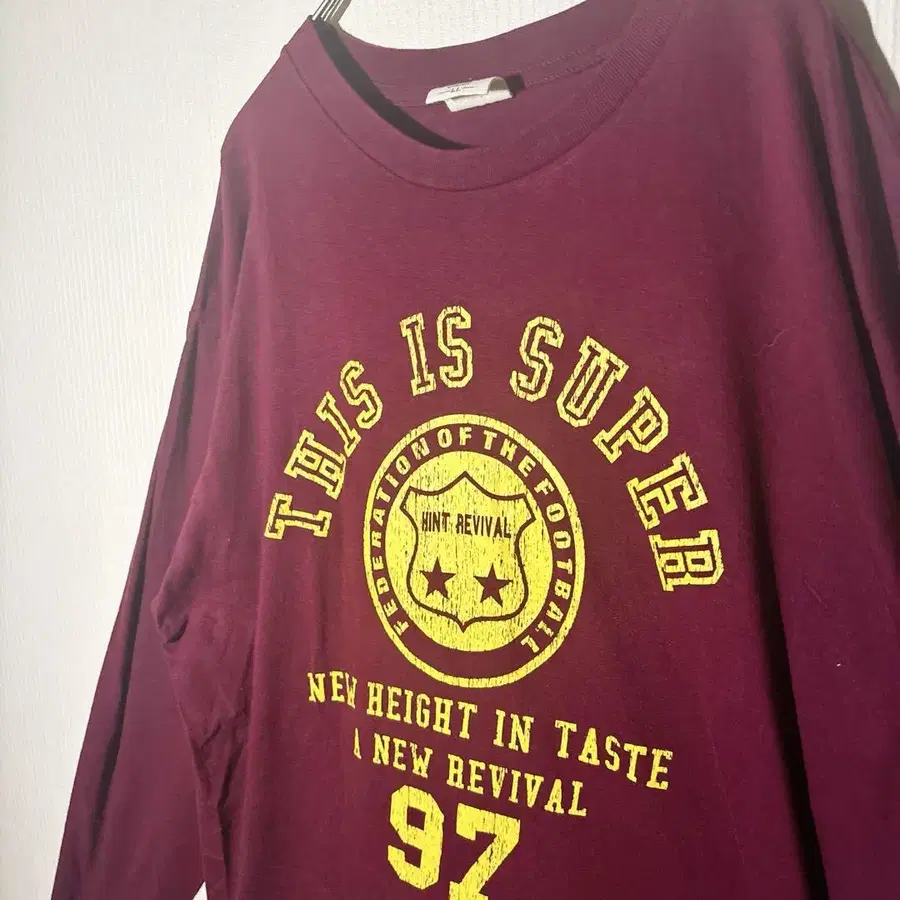 THIS IS SUPER
FEDERATION OF THE FOOTBALL
HINT REVIVAL
NEW HEIGHT IN TASTE
A NEW REVIVAL
97